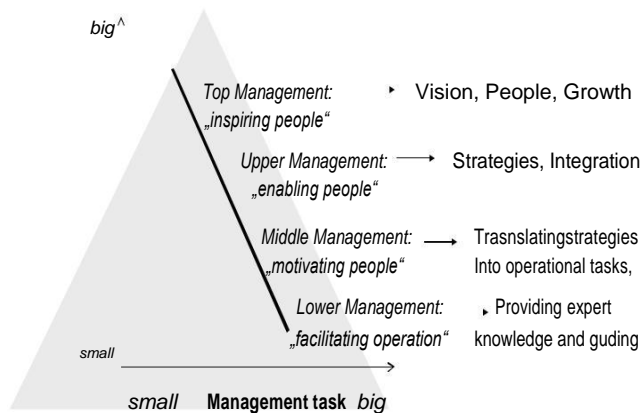 big^
Top Management:
„inspiring people“
Vision, People, Growth
Upper Management:
„enabling people“
Strategies, Integration
Middle Management:
„motivating people“
Trasnslatingstrategies
Into operational tasks,
Lower Management:
„facilitating operation“
Providing expert
knowledge and guding
small
small Management task big